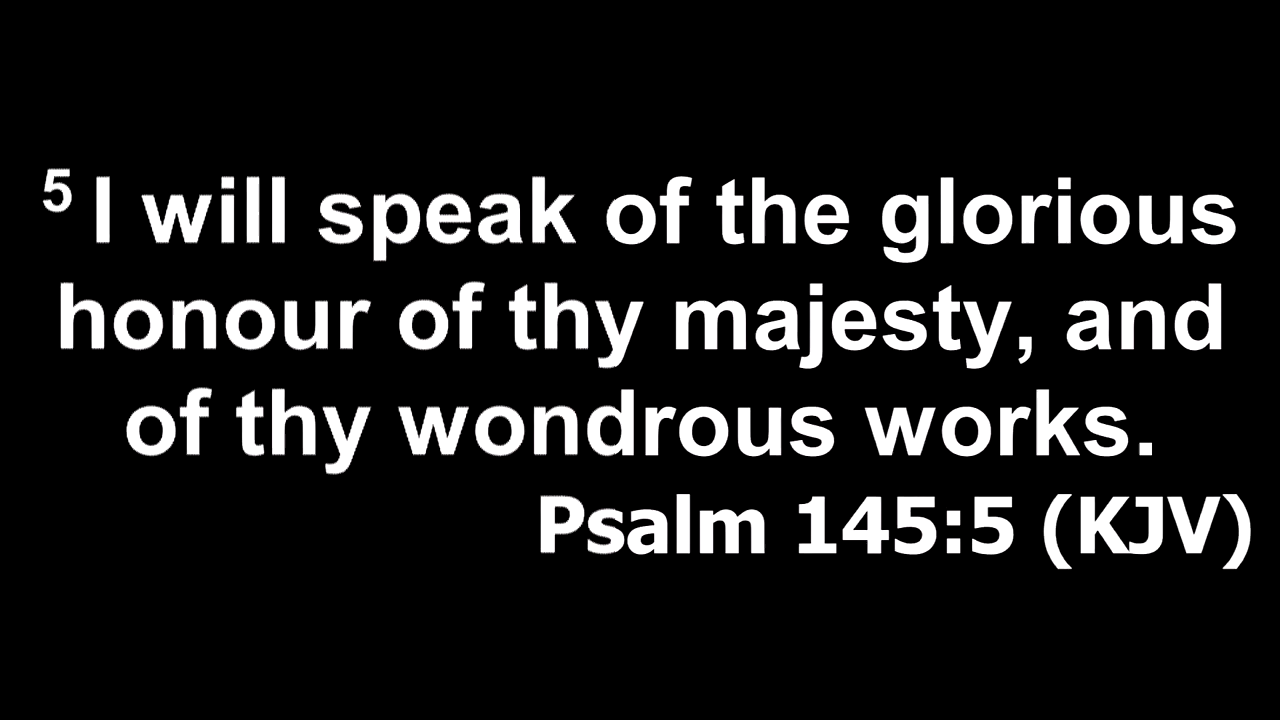 5 I will speak of the glorious
honour of thy majesty, and
of thy wondrous works.
Psalm 145:5 (KJV)